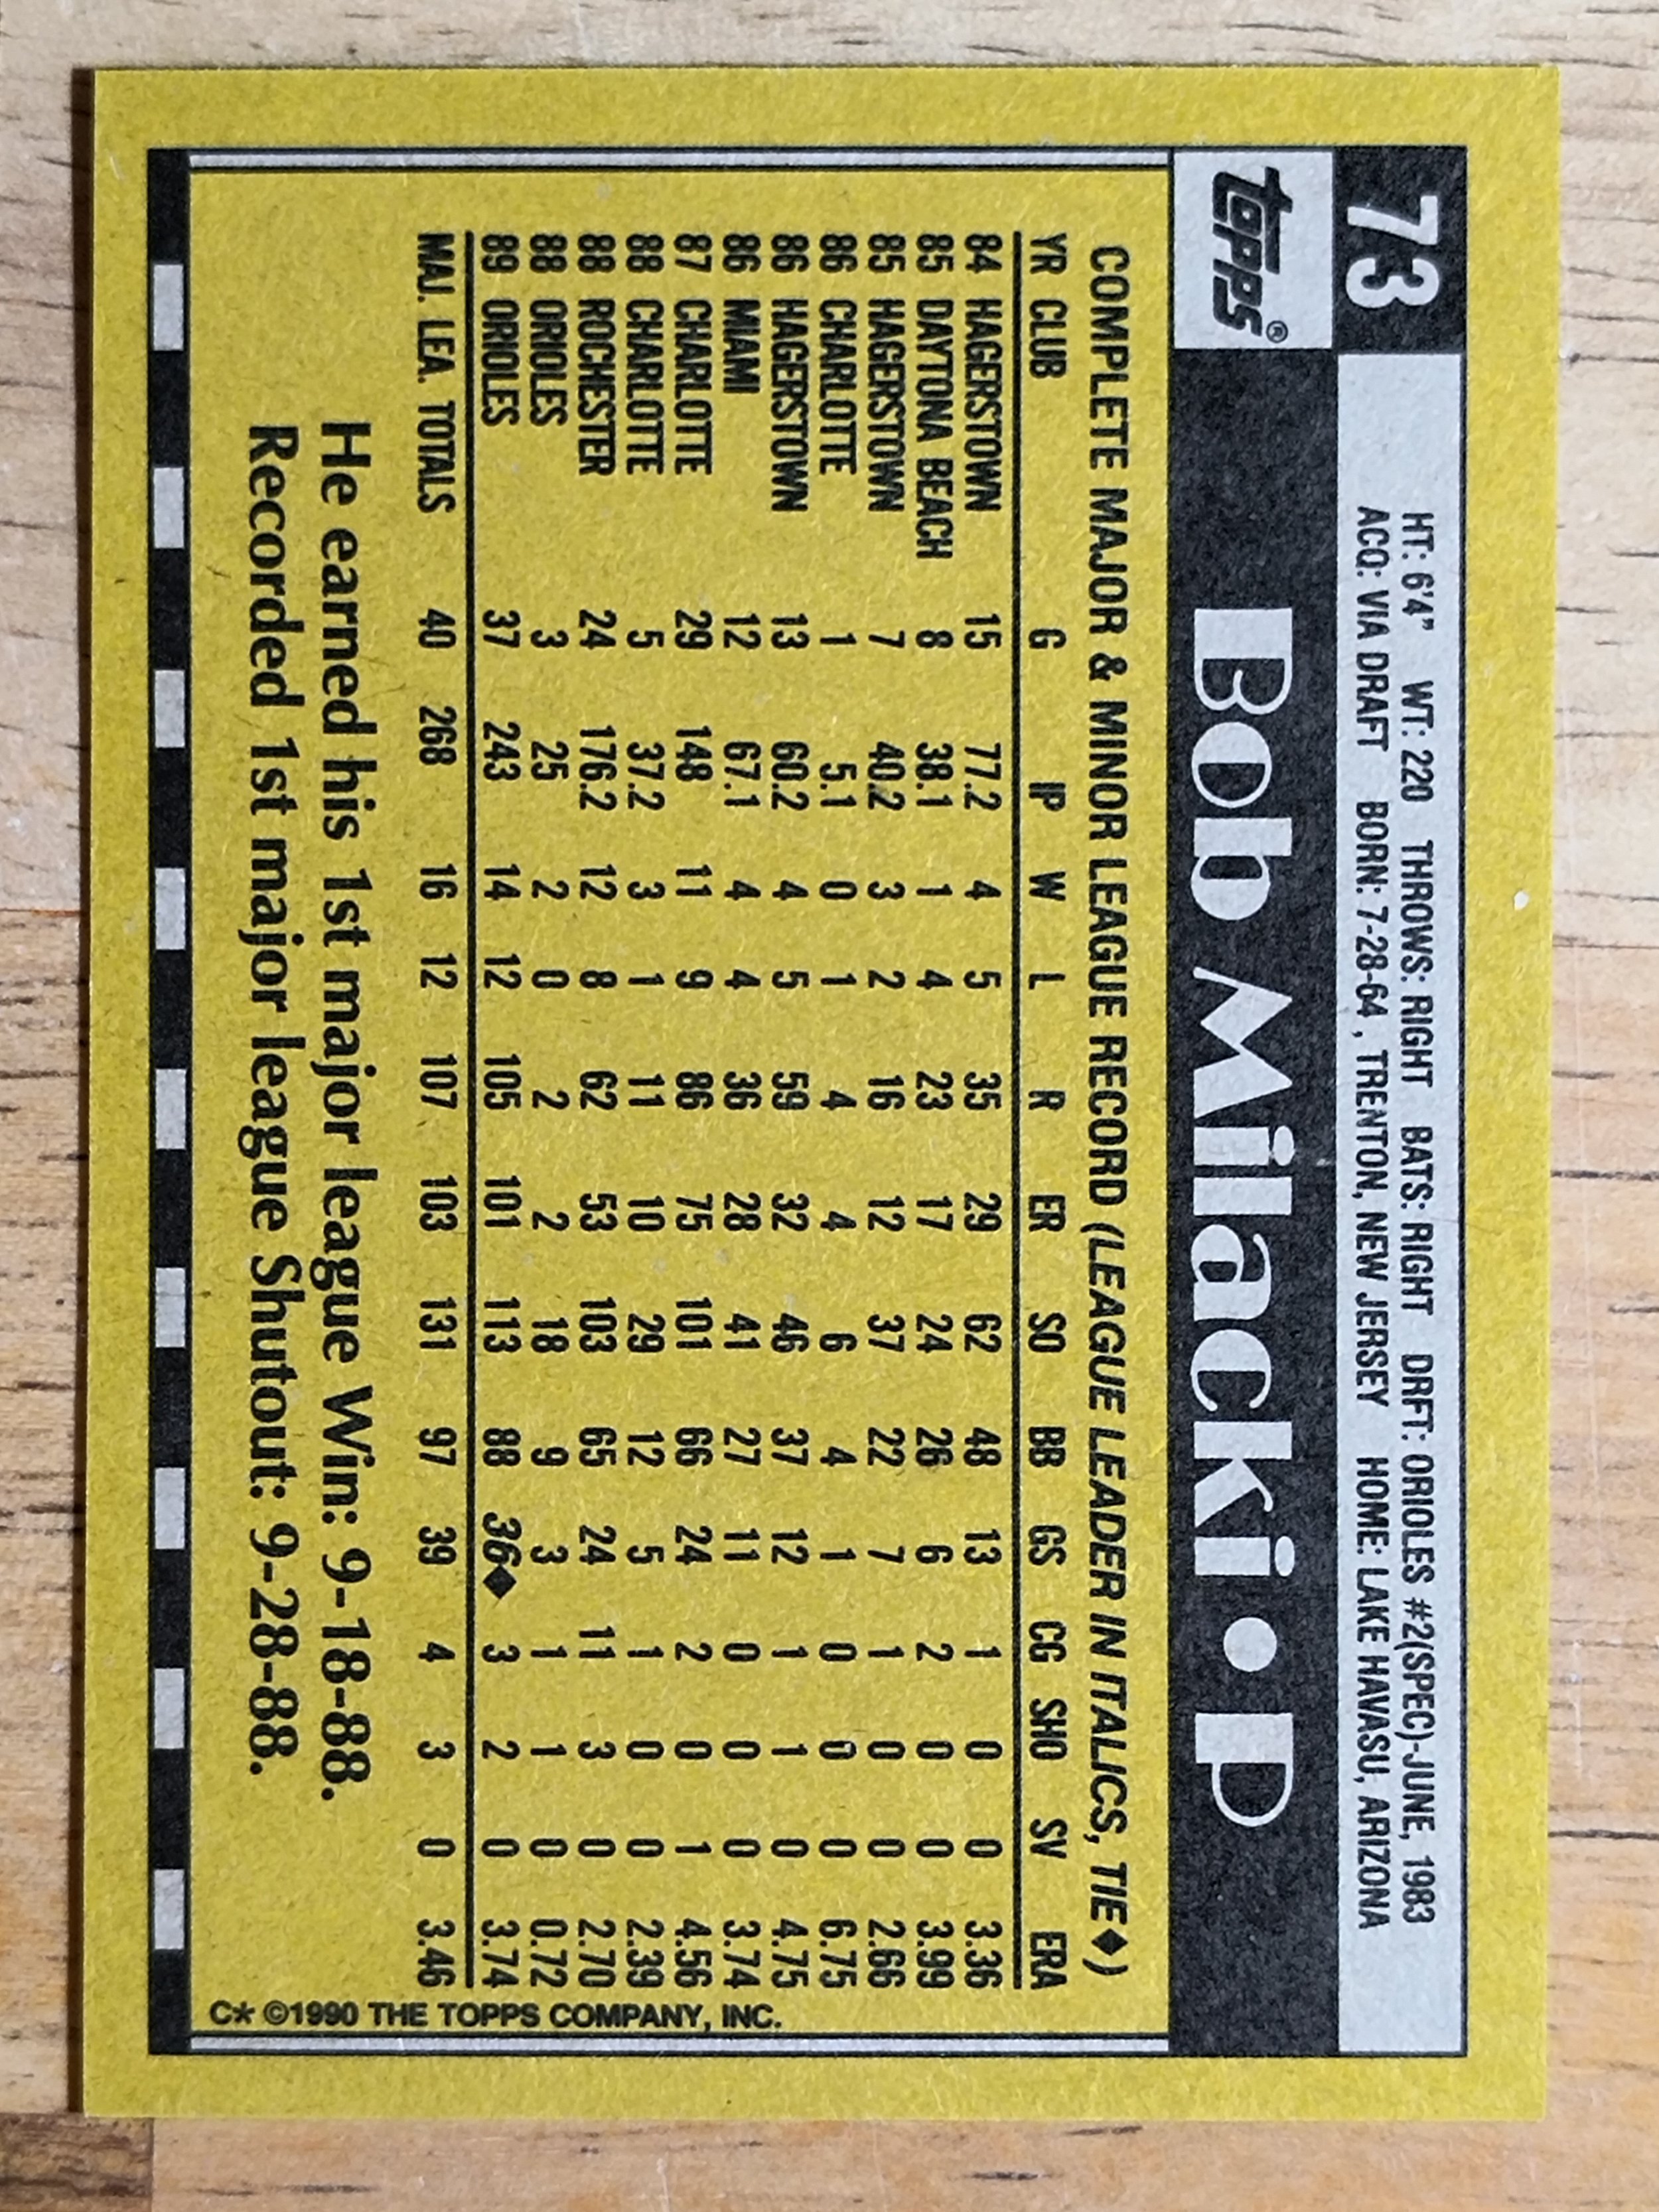 73 HT: 6'4" WT: 220 THROWS: RIGHT BATS: RIGHT DRFT: ORIOLES #2(SPEC)-JUNE, 1983
ACQ: VIA DRAFT BORN: 7-28-64 , TRENTON, NEW JERSEY HOME: LAKE HAVASU, ARIZONA
topps® Bob Milacki • P
COMPLETE MAJOR & MINOR LEAGUE RECORD (LEAGUE LEADER IN ITALICS, TIE♦)
YR CLUB G IP W L R ER SO BB GS CG SHO SV ERA
84 HAGERSTOWN 15 77.2 4 5 35 29 62 48 13 1 0 0 3.36
85 DAYTONA BEACH 8 38.1 1 4 23 17 24 26 6 2 0 0 3.99
85 HAGERSTOWN 7 40.2 3 2 16 12 37 22 7 1 0 0 2.66
86 CHARLOTTE 1 5.1 0 1 4 4 6 4 1 0 0 0 6.75
86 HAGERSTOWN 13 60.2 4 5 59 32 46 37 12 1 1 0 4.75
86 MIAMI 12 67.1 4 4 36 28 41 27 11 0 0 0 3.74
87 CHARLOTTE 29 148 11 9 86 75 101 66 24 2 0 1 4.56
88 CHARLOTTE 5 37.2 3 1 11 10 29 12 5 1 0 0 2.39
88 ROCHESTER 24 176.2 12 8 62 53 103 65 24 11 3 0 2.70
88 ORIOLES 3 25 2 0 2 2 18 9 3 1 1 0 0.72
89 ORIOLES 37 243 14 12 105 101 113 88 36♦ 3 2 0 3.74
MAJ. LEA. TOTALS 40 268 16 12 107 103 131 97 39 4 3 0 3.46
He earned his 1st major league Win: 9-18-88.
Recorded 1st major league Shutout: 9-28-88.
C* ©1990 THE TOPPS COMPANY, INC.